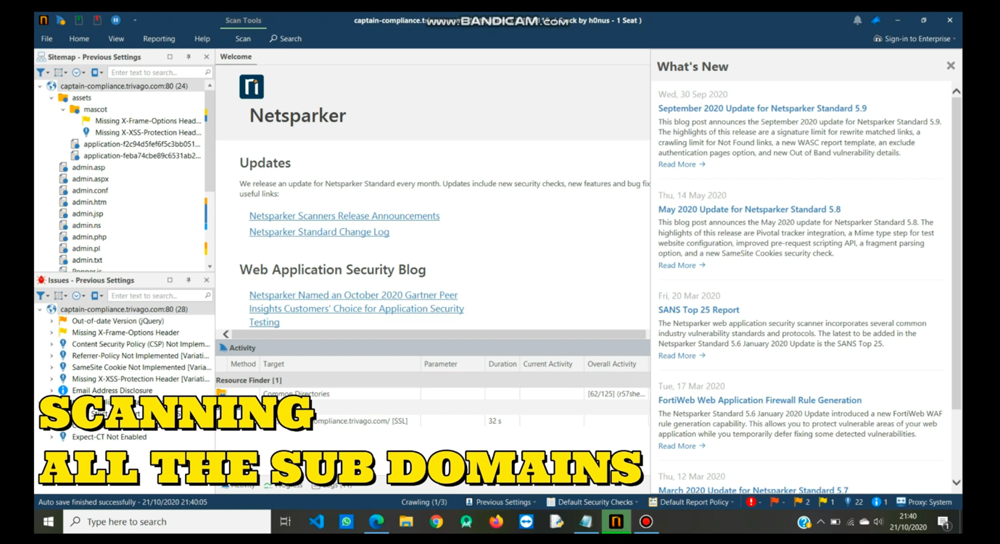 Scan Tools
captain-compliance.t
www.BANDICAM.com
ck by h0nus - 1 Seat )
File Home View Reporting Help Scan Search
Sign-in to Enterprise
Sitemap - Previous Settings
Enter text to search...
captain-compliance.trivago.com:80 (24)
assets
mascot
Missing X-Frame-Options Head...
Missing X-XSS-Protection Head...
application-f2c94d5fef6f5c3bb051...
application-feba74cbe89c6531ab2...
admin.asp
admin.aspx
admin.conf
admin.htm
admin.jsp
admin.ns
admin.php
admin.pl
admin.txt
Issues - Previous Settings
Enter text to search...
captain-compliance.trivago.com:80 (28)
Out-of-date Version (jQuery)
Missing X-Frame-Options Header
Content Security Policy (CSP) Not Implem...
Referrer-Policy Not Implemented [Variati...
SameSite Cookie Not Implemented [Varia...
Missing X-XSS-Protection Header [Variati...
Email Address Disclosure
Expect-CT Not Enabled
Welcome
Netsparker
Updates
We release an update for Netsparker Standard every month. Updates include new security checks, new features and bug fix
useful links:
Netsparker Scanners Release Announcements
Netsparker Standard Change Log
Web Application Security Blog
Netsparker Named an October 2020 Gartner Peer
Insights Customers' Choice for Application Security
Testing
Activity
Method Target Parameter Duration Current Activity Overall Activity
Resource Finder [1]
Common Directories [62/125] (r57she...
ompliance.trivago.com/ [SSL] 32 s
What's New
Wed, 30 Sep 2020
September 2020 Update for Netsparker Standard 5.9
This blog post announces the September 2020 update for Netsparker Standard 5.9.
The highlights of this release are a signature limit for rewrite matched links, a
crawling limit for Not Found links, a new WASC report template, an exclude
authentication pages option, and new Out of Band vulnerability details.
Read More →
Thu, 14 May 2020
May 2020 Update for Netsparker Standard 5.8
This blog post announces the May 2020 update for Netsparker Standard 5.8. The
highlights of this release are Pivotal tracker integration, a Mime type step for test
website configuration, improved pre-request scripting API, a fragment parsing
option, and a new SameSite Cookies security check.
Read More →
Fri, 20 Mar 2020
SANS Top 25 Report
The Netsparker web application security scanner incorporates several common
industry vulnerability standards and protocols. The latest to be added in the
Netsparker Standard 5.6 January 2020 Update is the SANS Top 25.
Read More →
Tue, 17 Mar 2020
FortiWeb Web Application Firewall Rule Generation
The Netsparker Standard 5.6 January 2020 Update introduced a new FortiWeb WAF
rule generation capability. This allows you to protect vulnerable areas of your web
application while you temporarily defer fixing some detected vulnerabilities.
Read More →
Thu, 12 Mar 2020
March 2020 Update for Netsparker Standard 5.7
SCANNING
ALL THE SUB DOMAINS
Auto save finished successfully - 21/10/2020 21:40:05
Crawling (1/3) Previous Settings Default Security Checks Default Report Policy - - 2 1 22 1 Proxy: System
Type here to search
21:40
21/10/2020
1